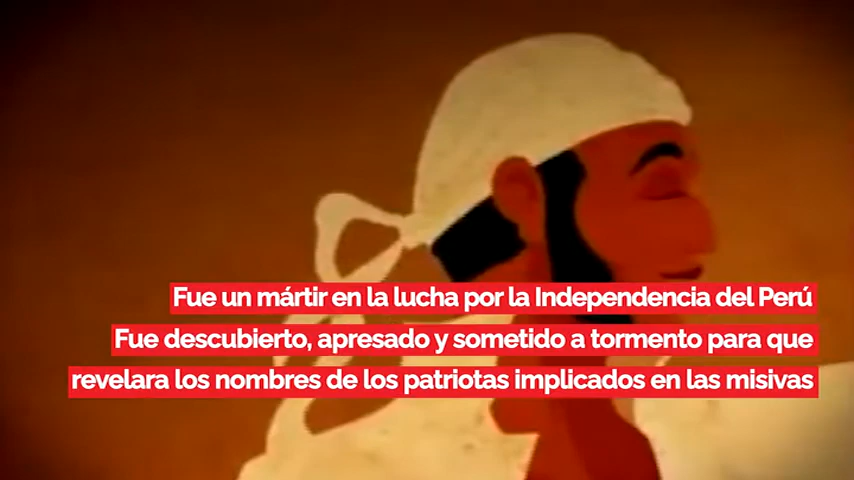 Fue un mártir en la lucha por la Independencia del Perú
Fue descubierto, apresado y sometido a tormento para que
revelara los nombres de los patriotas implicados en las misivas